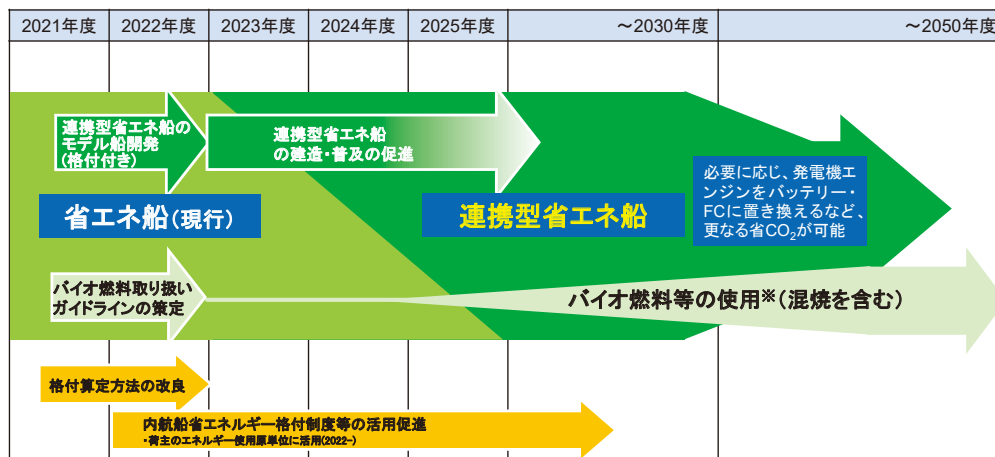 2021年度 2022年度 2023年度 2024年度 2025年度 ～2030年度 ～2050年度
連携型省エネ船の
モデル船開発
(格付付き)
連携型省エネ船
の建造・普及の促進
省エネ船(現行)
連携型省エネ船
必要に応じ、発電機エ
ンジンをバッテリー・
FCに置き換えるなど、
更なる省CO₂が可能
バイオ燃料取り扱い
ガイドラインの策定
バイオ燃料等の使用※(混焼を含む)
格付算定方法の改良
内航船省エネルギー格付制度等の活用促進
・荷主のエネルギー使用原単位に活用(2022-)